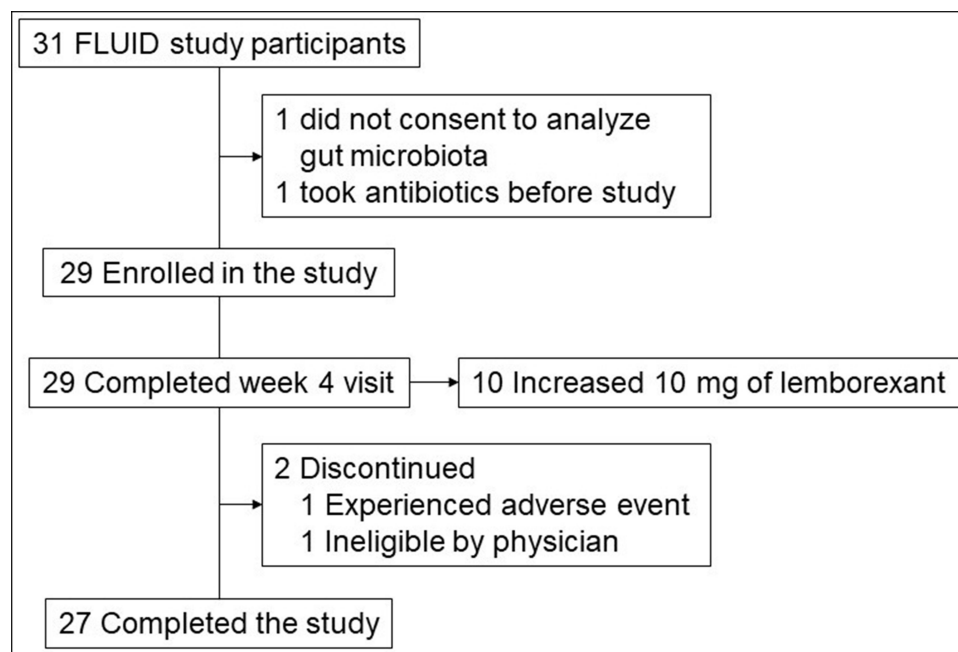 31 FLUID study participants
1 did not consent to analyze
gut microbiota
1 took antibiotics before study
29 Enrolled in the study
29 Completed week 4 visit
10 Increased 10 mg of lemborexant
2 Discontinued
1 Experienced adverse event
1 Ineligible by physician
27 Completed the study